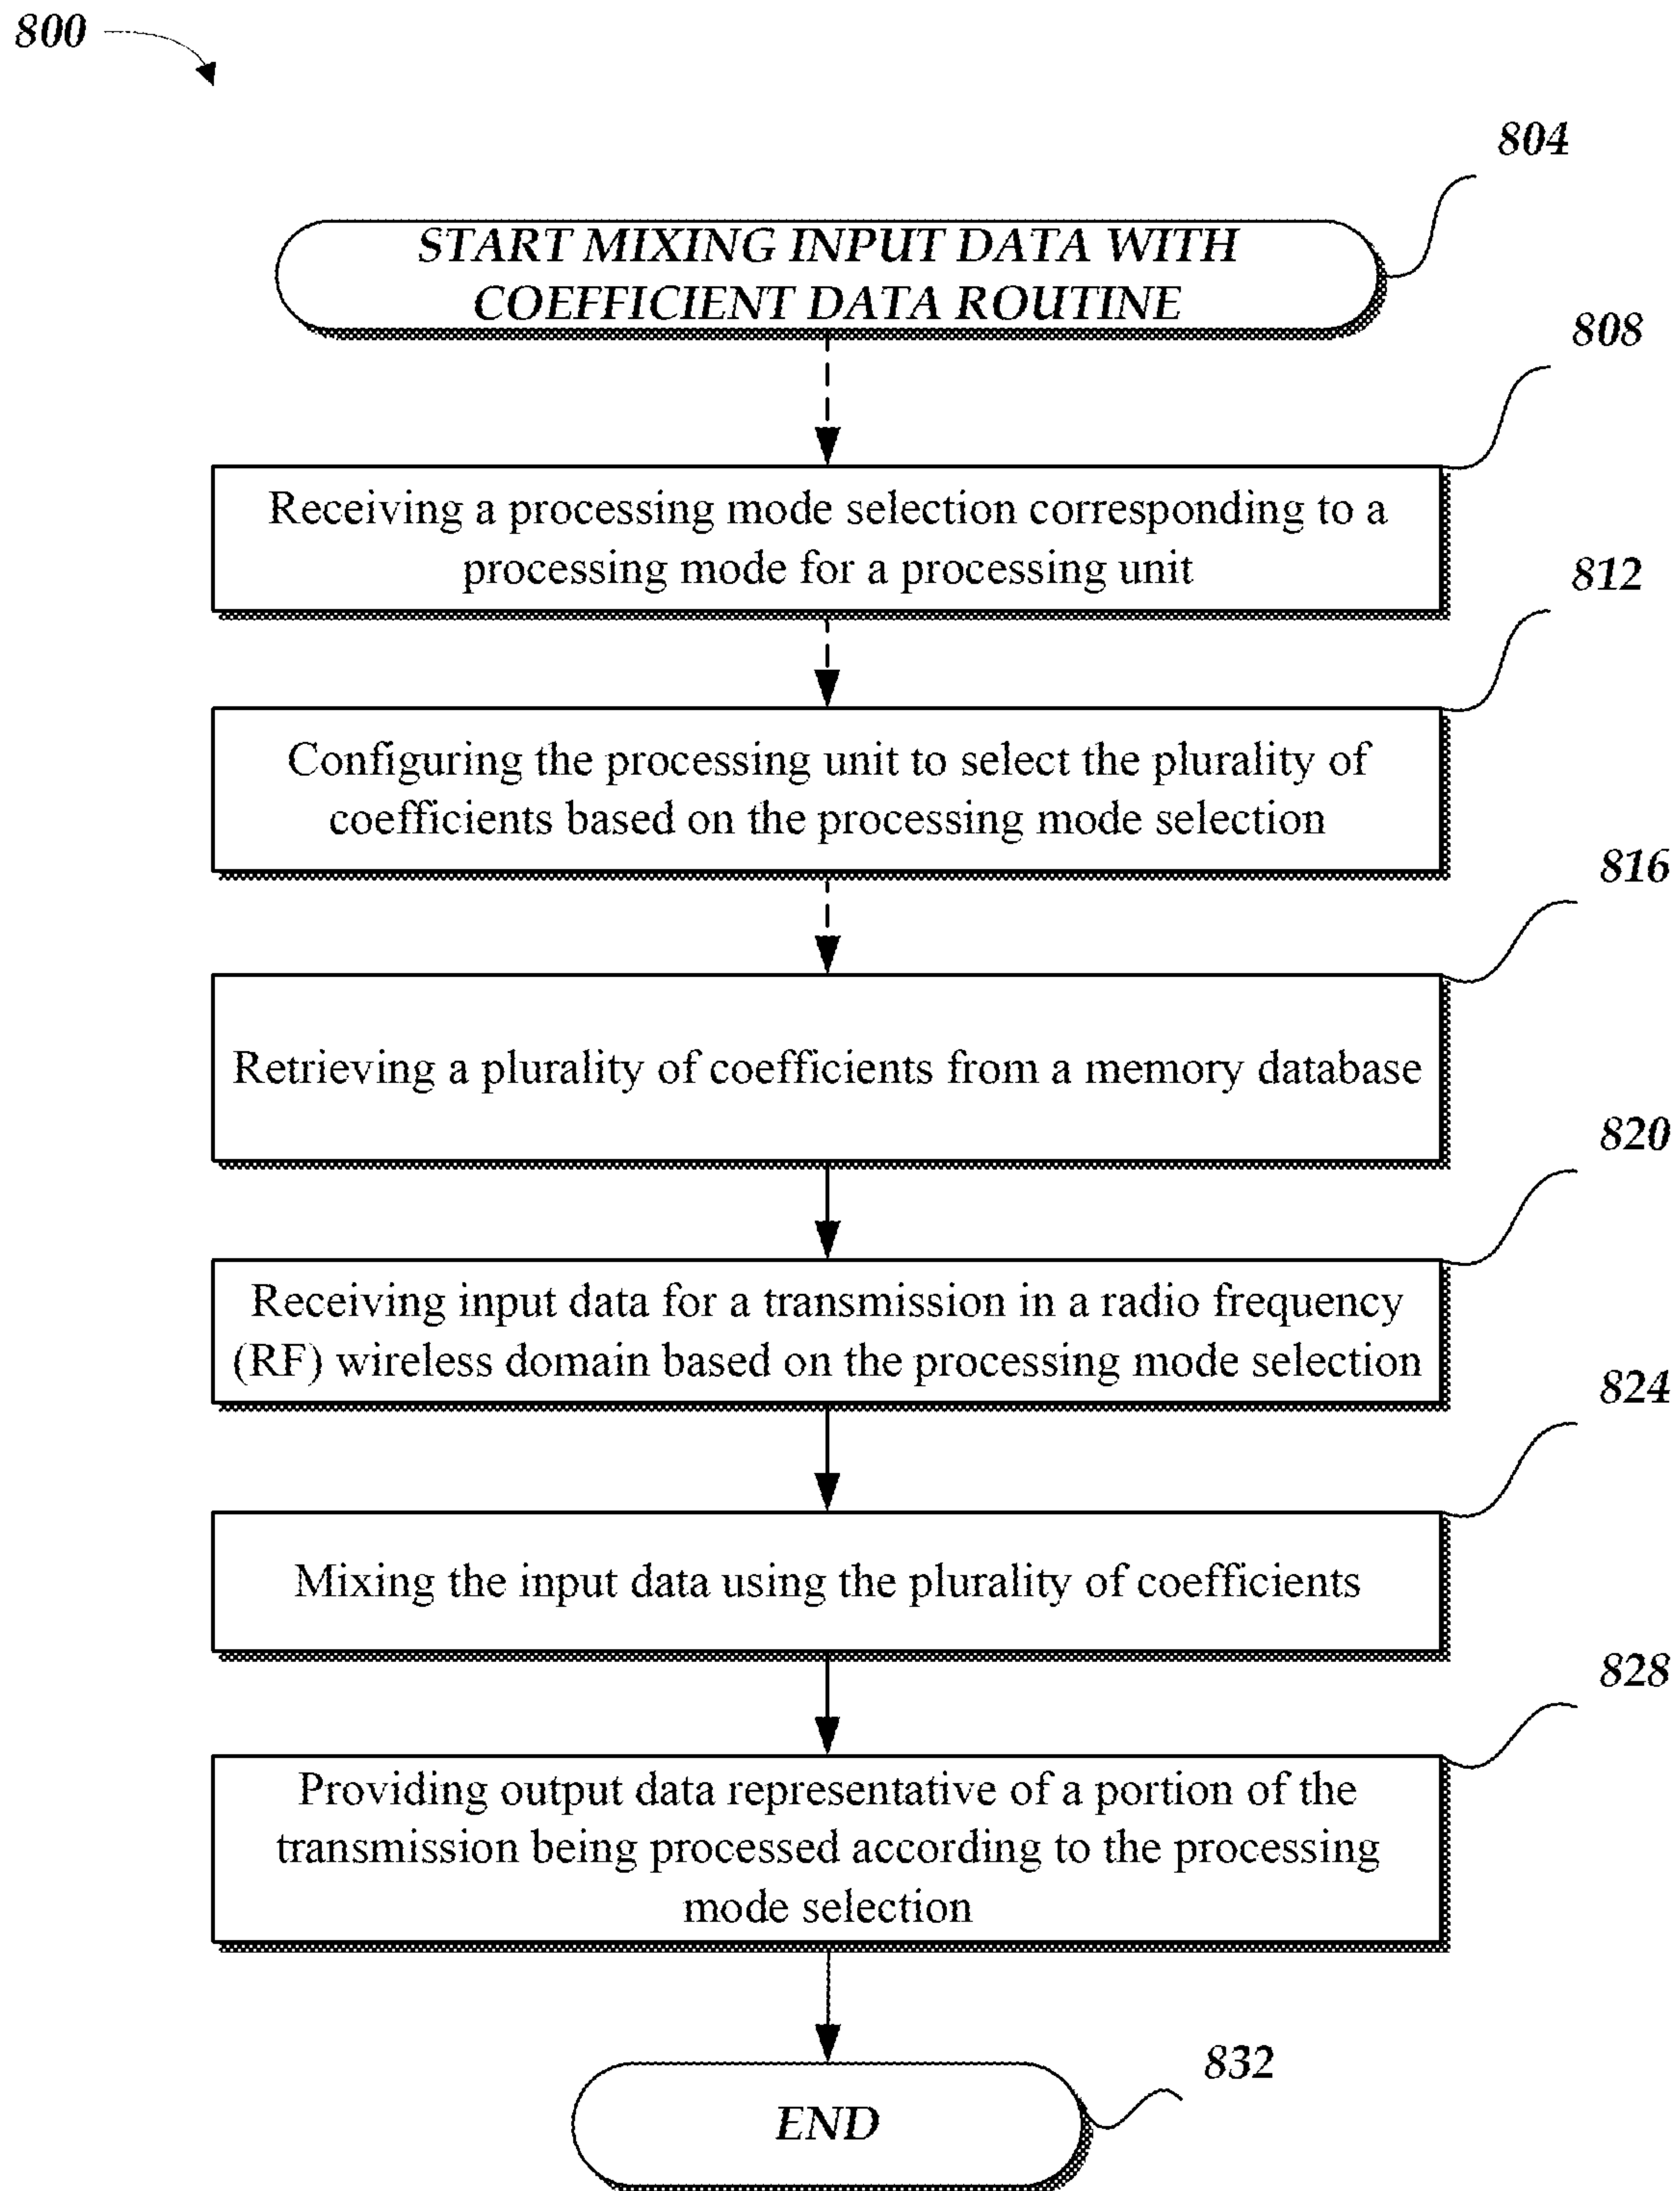 800
804
START MIXING INPUT DATA WITH
COEFFICIENT DATA ROUTINE
808
Receiving a processing mode selection corresponding to a
processing mode for a processing unit
812
Configuring the processing unit to select the plurality of
coefficients based on the processing mode selection
816
Retrieving a plurality of coefficients from a memory database
820
Receiving input data for a transmission in a radio frequency
(RF) wireless domain based on the processing mode selection
824
Mixing the input data using the plurality of coefficients
828
Providing output data representative of a portion of the
transmission being processed according to the processing
mode selection
832
END